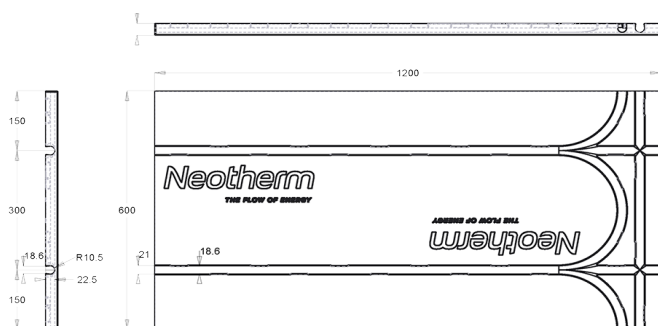 1200
150
300
600
Neotherm
THE FLOW OF ENERGY
THE FLOW OF ENERGY
Neotherm
18.6
R10.5
21
18.6
22.5
150